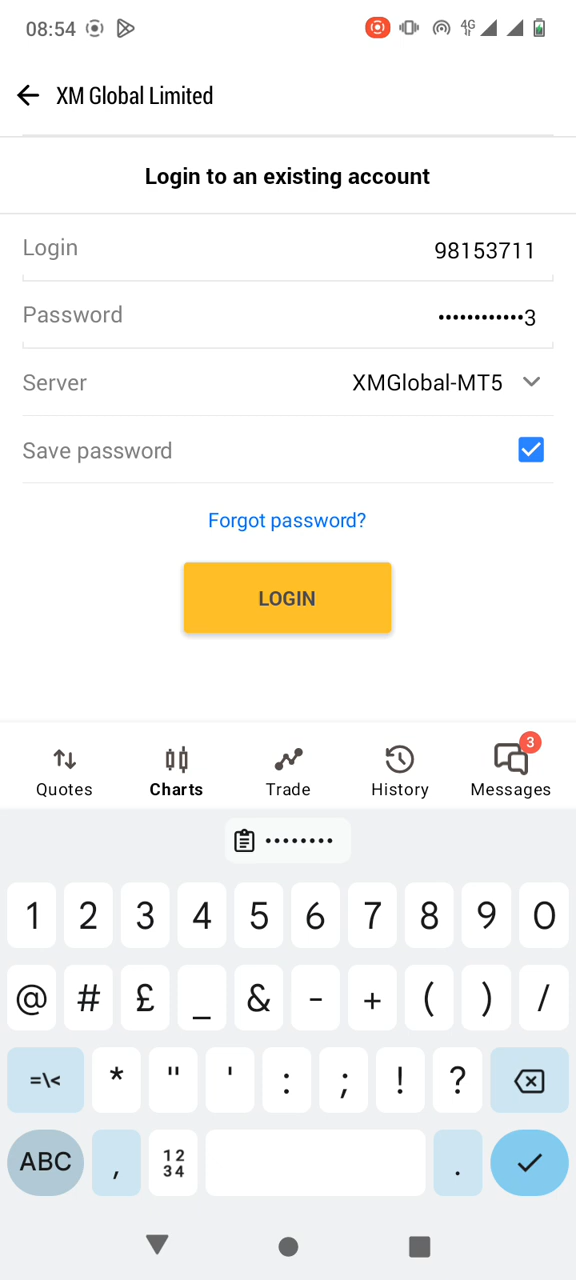 08:54 4G
XM Global Limited
Login to an existing account
Login 98153711
Password ••••••••••••3
Server XMGlobal-MT5
Save password
Forgot password?
LOGIN
3
Quotes Charts Trade History Messages
••••••••
1 2 3 4 5 6 7 8 9 0
@ # £ _ & - + ( ) /
=\< * " ' : ; ! ?
ABC , 12 34 .